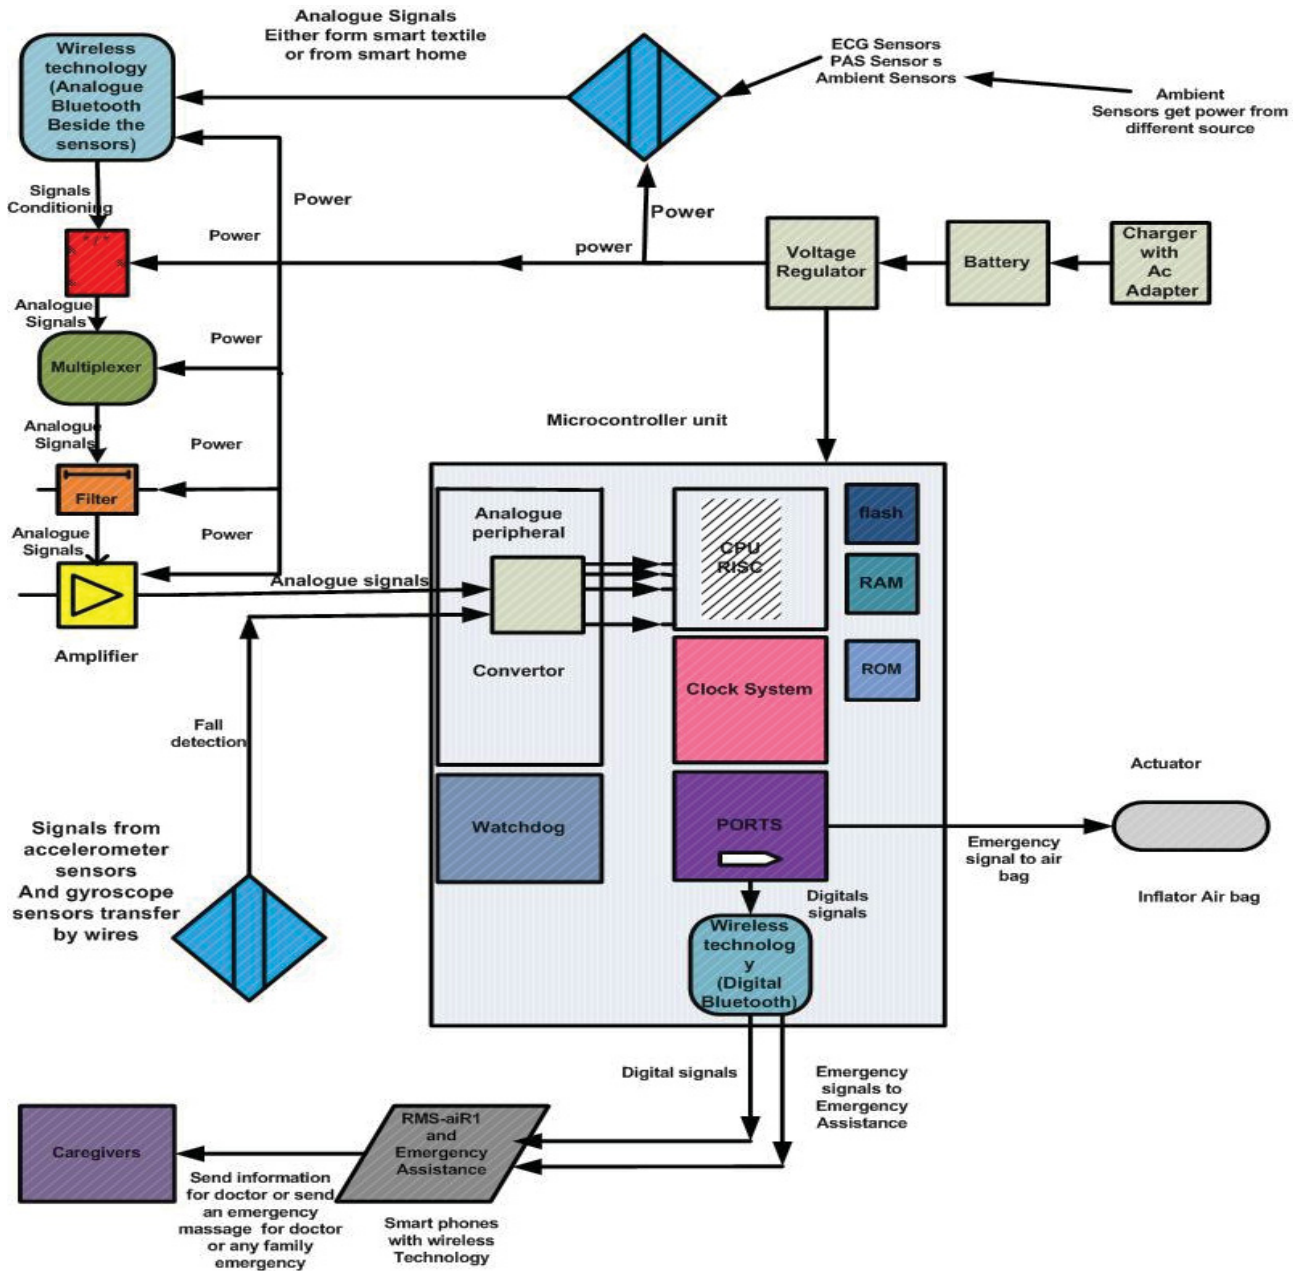 Analogue Signals
Either form smart textile
or from smart home
Wireless
technology
(Analogue
Bluetooth
Beside the
sensors)
ECG Sensors
PAS Sensor s
Ambient Sensors
Ambient
Sensors get power from
different source
Signals
Conditioning
Power
Power
Power
power
Voltage
Regulator
Battery
Charger
with
Ac
Adapter
Analogue
Signals
Power
Multiplexer
Analogue
Signals
Power
Microcontroller unit
Filter
Analogue
Signals
Power
Analogue signals
Amplifier
Analogue
peripheral
Convertor
CPU
RISC
flash
RAM
ROM
Clock System
Fall
detection
Watchdog
PORTS
Actuator
Emergency
signal to air
bag
Inflator Air bag
Signals from
accelerometer
sensors
And gyroscope
sensors transfer
by wires
Digitals
signals
Wireless
technolog
y
(Digital
Bluetooth)
Digital signals
Emergency
signals to
Emergency
Assistance
RMS-aiR1
and
Emergency
Assistance
Caregivers
Send information
for doctor or send
an emergency
massage for doctor
or any family
emergency
Smart phones
with wireless
Technology